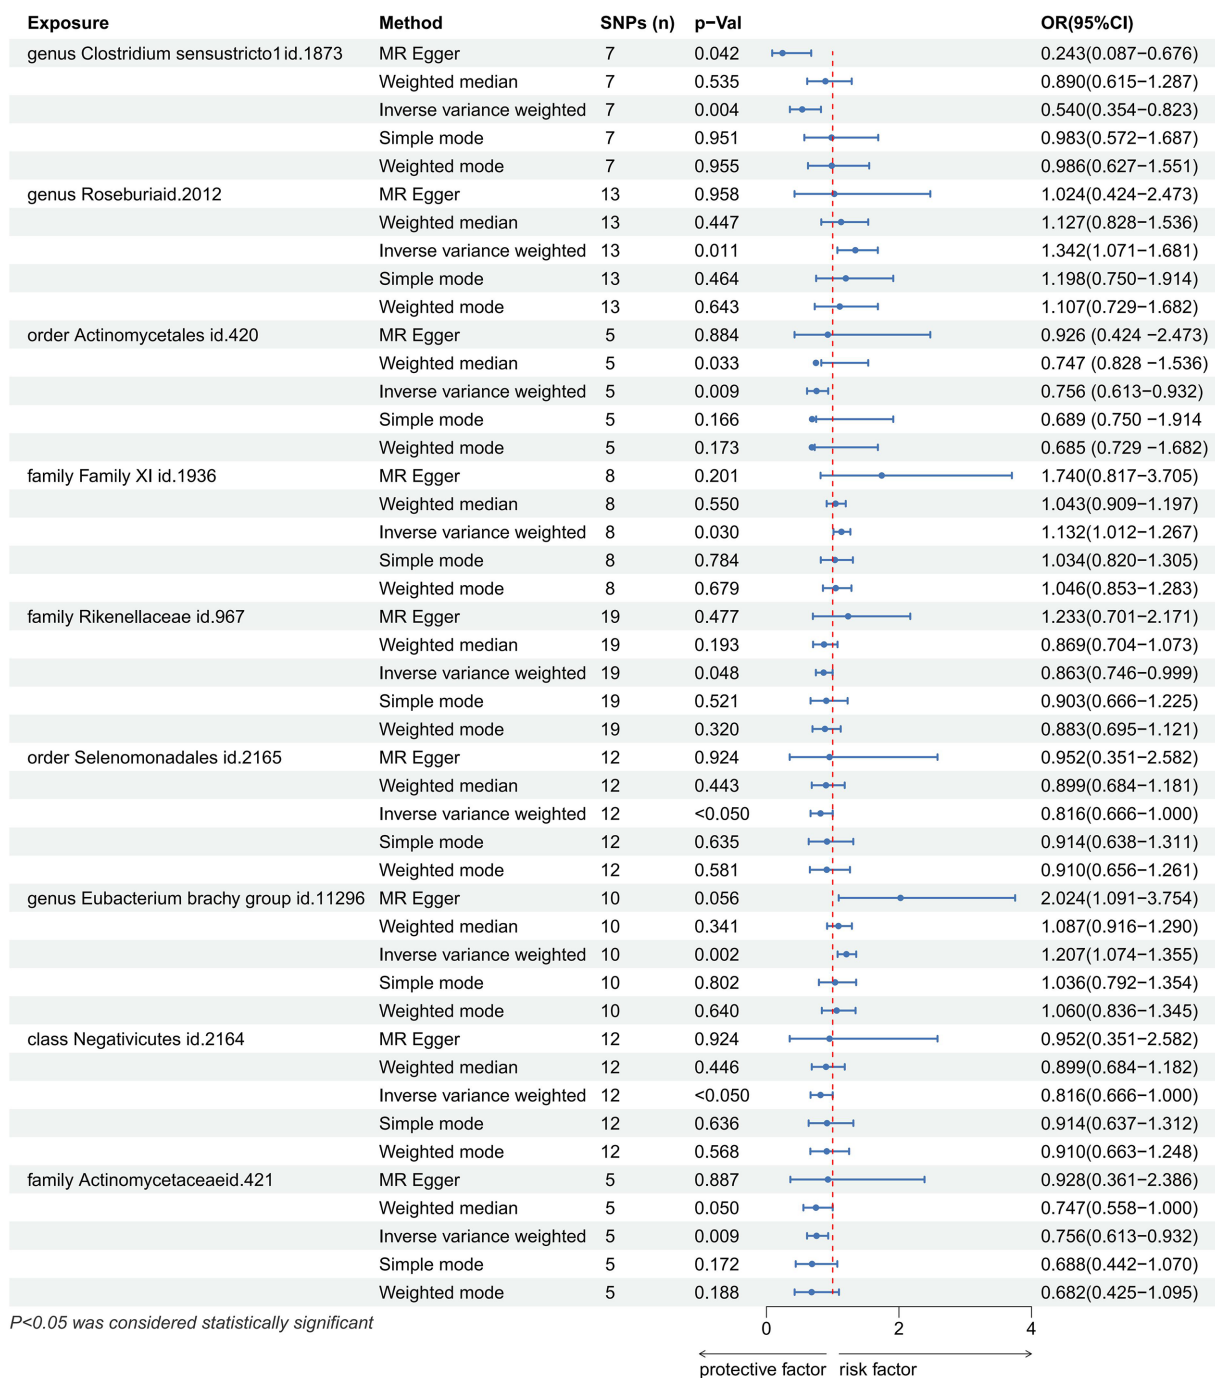 Exposure Method SNPs (n) p−Val OR(95%CI)
genus Clostridium sensustricto1id.1873 MR Egger 7 0.042 0.243(0.087−0.676)
Weighted median 7 0.535 0.890(0.615−1.287)
Inverse variance weighted 7 0.004 0.540(0.354−0.823)
Simple mode 7 0.951 0.983(0.572−1.687)
Weighted mode 7 0.955 0.986(0.627−1.551)
genus Roseburiaid.2012 MR Egger 13 0.958 1.024(0.424−2.473)
Weighted median 13 0.447 1.127(0.828−1.536)
Inverse variance weighted 13 0.011 1.342(1.071−1.681)
Simple mode 13 0.464 1.198(0.750−1.914)
Weighted mode 13 0.643 1.107(0.729−1.682)
order Actinomycetales id.420 MR Egger 5 0.884 0.926 (0.424 −2.473)
Weighted median 5 0.033 0.747 (0.828 −1.536)
Inverse variance weighted 5 0.009 0.756 (0.613−0.932)
Simple mode 5 0.166 0.689 (0.750 −1.914
Weighted mode 5 0.173 0.685 (0.729 −1.682)
family Family XI id.1936 MR Egger 8 0.201 1.740(0.817−3.705)
Weighted median 8 0.550 1.043(0.909−1.197)
Inverse variance weighted 8 0.030 1.132(1.012−1.267)
Simple mode 8 0.784 1.034(0.820−1.305)
Weighted mode 8 0.679 1.046(0.853−1.283)
family Rikenellaceae id.967 MR Egger 19 0.477 1.233(0.701−2.171)
Weighted median 19 0.193 0.869(0.704−1.073)
Inverse variance weighted 19 0.048 0.863(0.746−0.999)
Simple mode 19 0.521 0.903(0.666−1.225)
Weighted mode 19 0.320 0.883(0.695−1.121)
order Selenomonadales id.2165 MR Egger 12 0.924 0.952(0.351−2.582)
Weighted median 12 0.443 0.899(0.684−1.181)
Inverse variance weighted 12 <0.050 0.816(0.666−1.000)
Simple mode 12 0.635 0.914(0.638−1.311)
Weighted mode 12 0.581 0.910(0.656−1.261)
genus Eubacterium brachy group id.11296 MR Egger 10 0.056 2.024(1.091−3.754)
Weighted median 10 0.341 1.087(0.916−1.290)
Inverse variance weighted 10 0.002 1.207(1.074−1.355)
Simple mode 10 0.802 1.036(0.792−1.354)
Weighted mode 10 0.640 1.060(0.836−1.345)
class Negativicutes id.2164 MR Egger 12 0.924 0.952(0.351−2.582)
Weighted median 12 0.446 0.899(0.684−1.182)
Inverse variance weighted 12 <0.050 0.816(0.666−1.000)
Simple mode 12 0.636 0.914(0.637−1.312)
Weighted mode 12 0.568 0.910(0.663−1.248)
family Actinomycetaceaeid.421 MR Egger 5 0.887 0.928(0.361−2.386)
Weighted median 5 0.050 0.747(0.558−1.000)
Inverse variance weighted 5 0.009 0.756(0.613−0.932)
Simple mode 5 0.172 0.688(0.442−1.070)
Weighted mode 5 0.188 0.682(0.425−1.095)
P<0.05 was considered statistically significant
0 2 4
protective factor risk factor